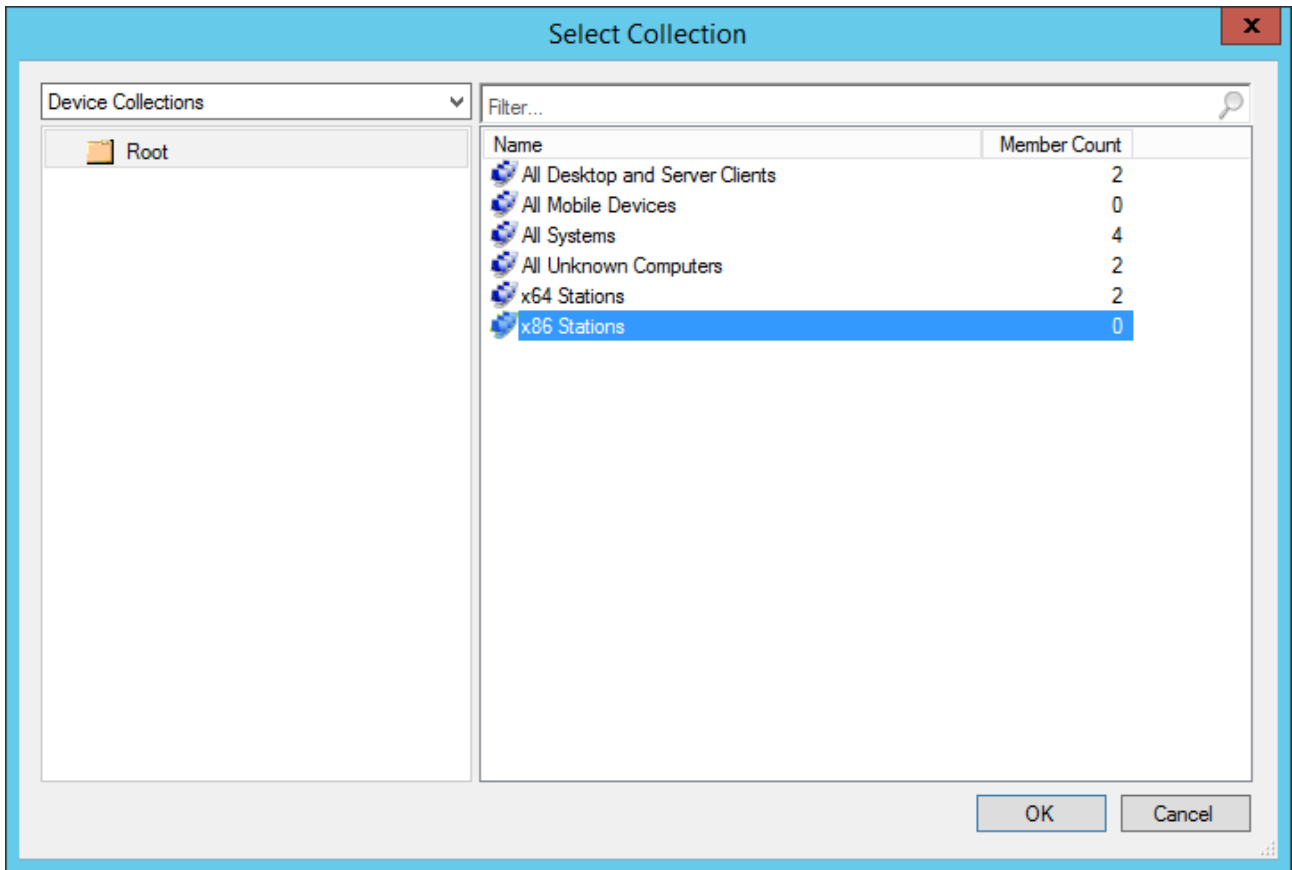 Select Collection
x
Device Collections
Filter...
Root
Name Member Count
All Desktop and Server Clients 2
All Mobile Devices 0
All Systems 4
All Unknown Computers 2
x64 Stations 2
x86 Stations 0
OK Cancel